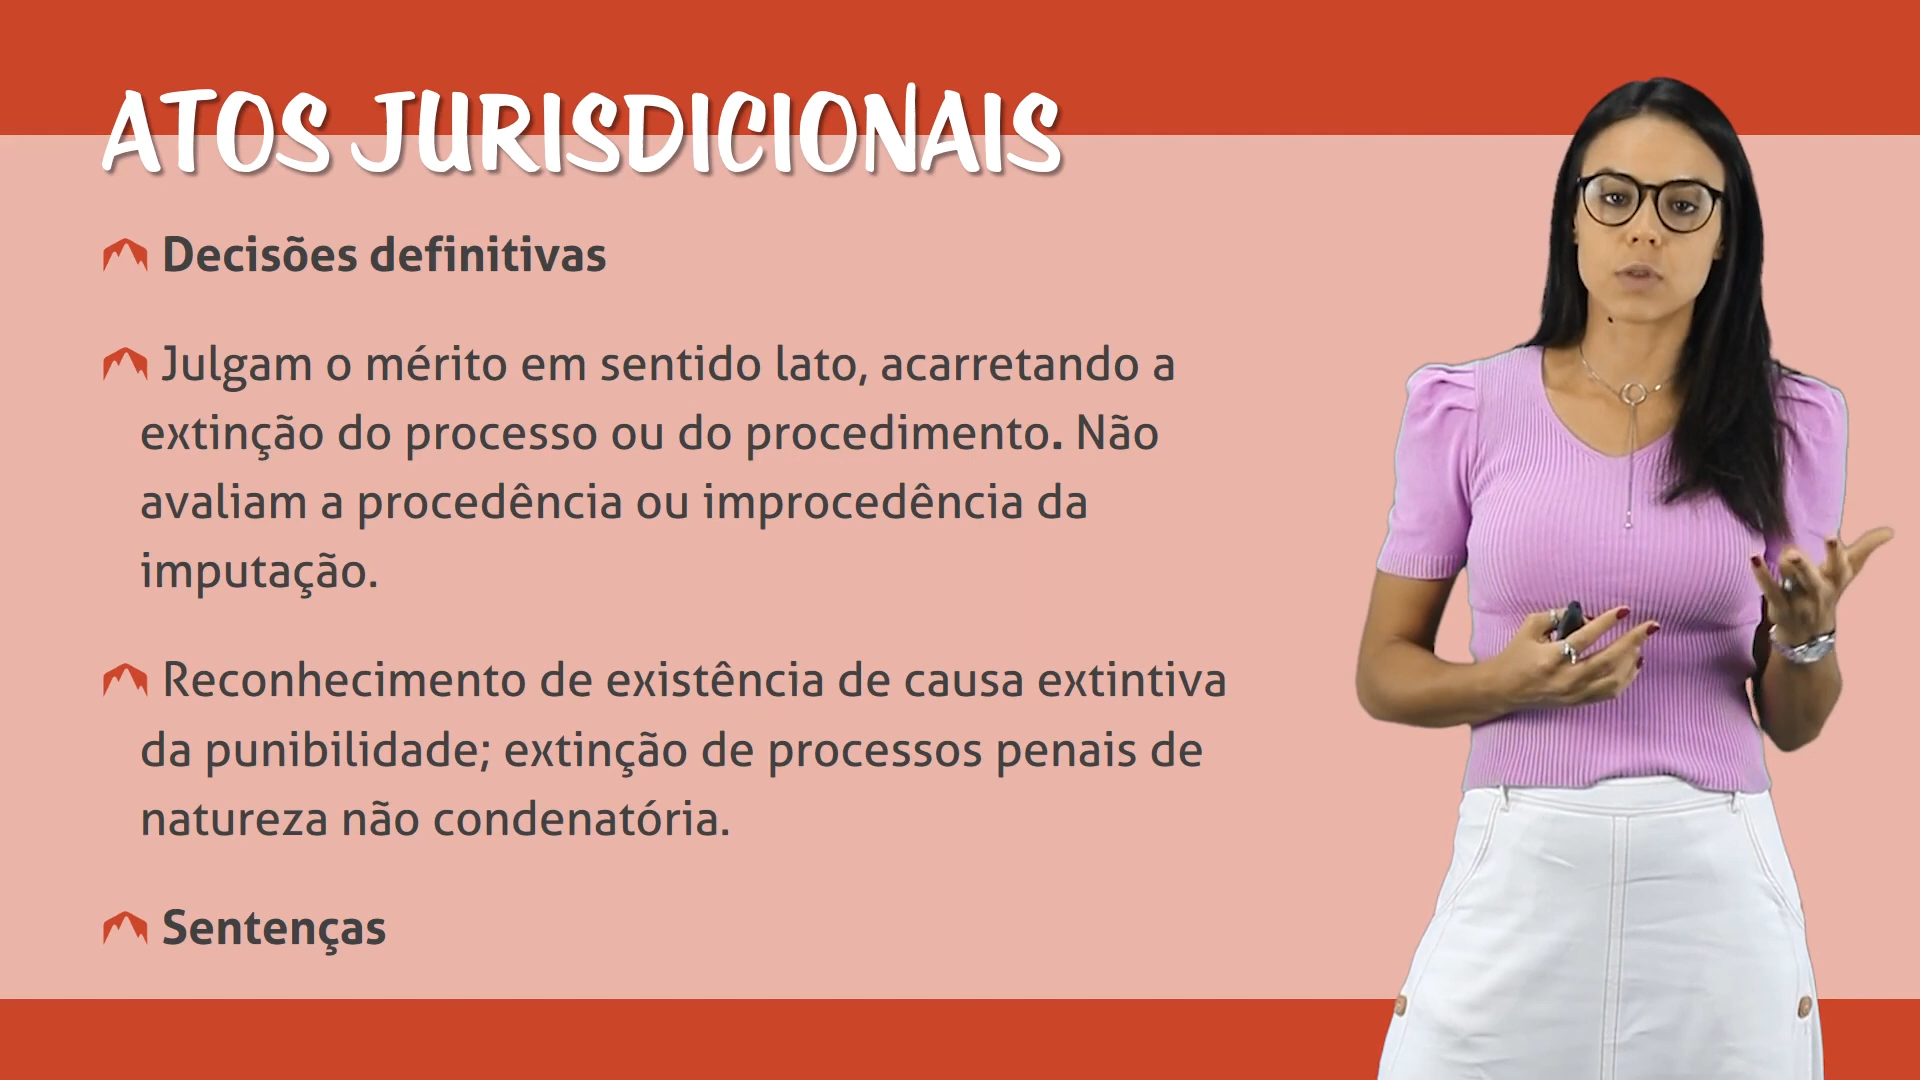 ATOS JURISDICIONAIS
Decisões definitivas
Julgam o mérito em sentido lato, acarretando a
extinção do processo ou do procedimento. Não
avaliam a procedência ou improcedência da
imputação.
Reconhecimento de existência de causa extintiva
da punibilidade; extinção de processos penais de
natureza não condenatória.
Sentenças